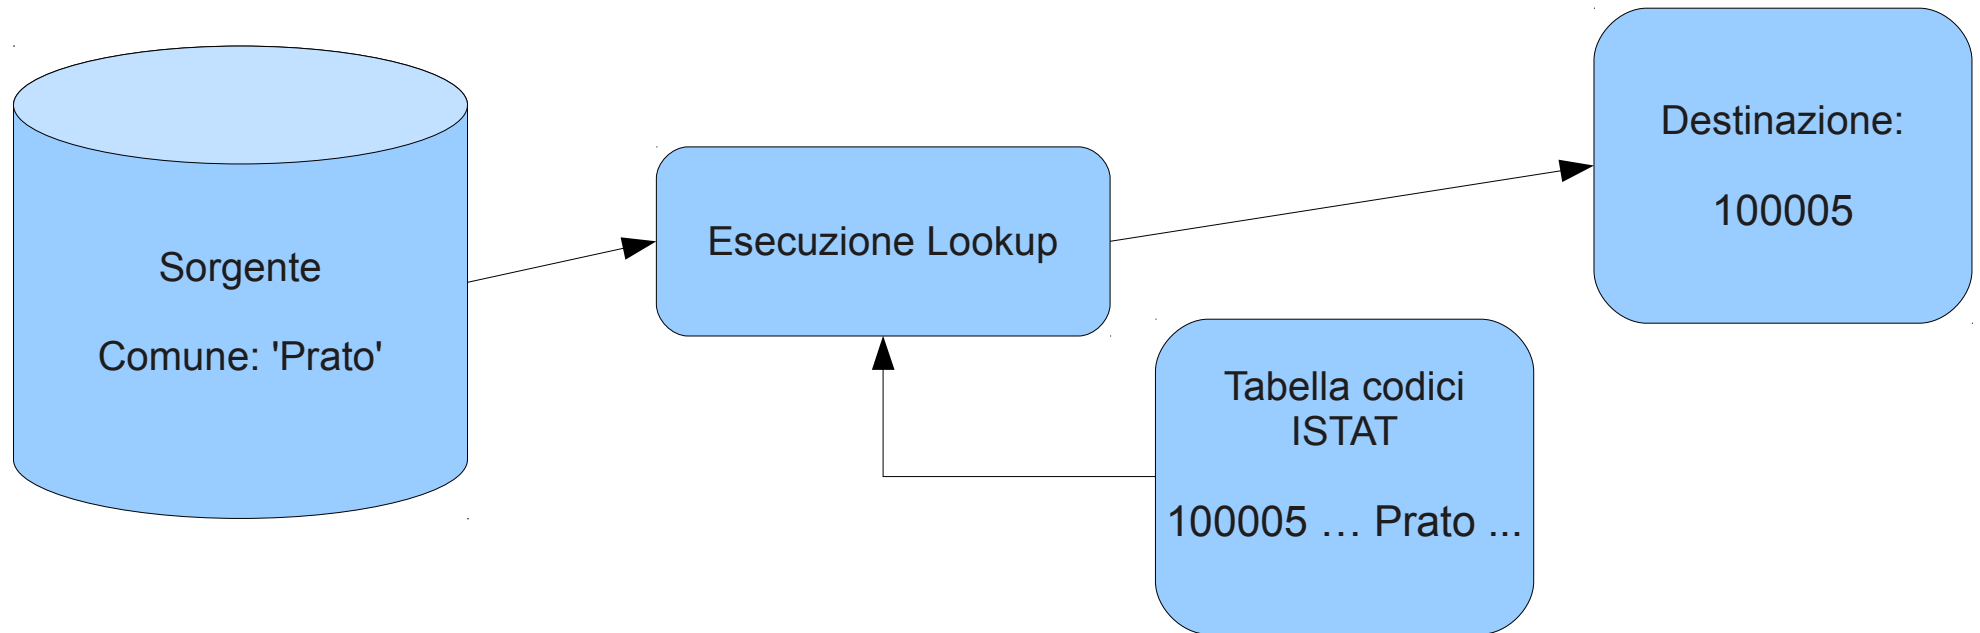 Sorgente
Comune: 'Prato'
Esecuzione Lookup
Destinazione:
100005
Tabella codici
ISTAT
100005 … Prato ...